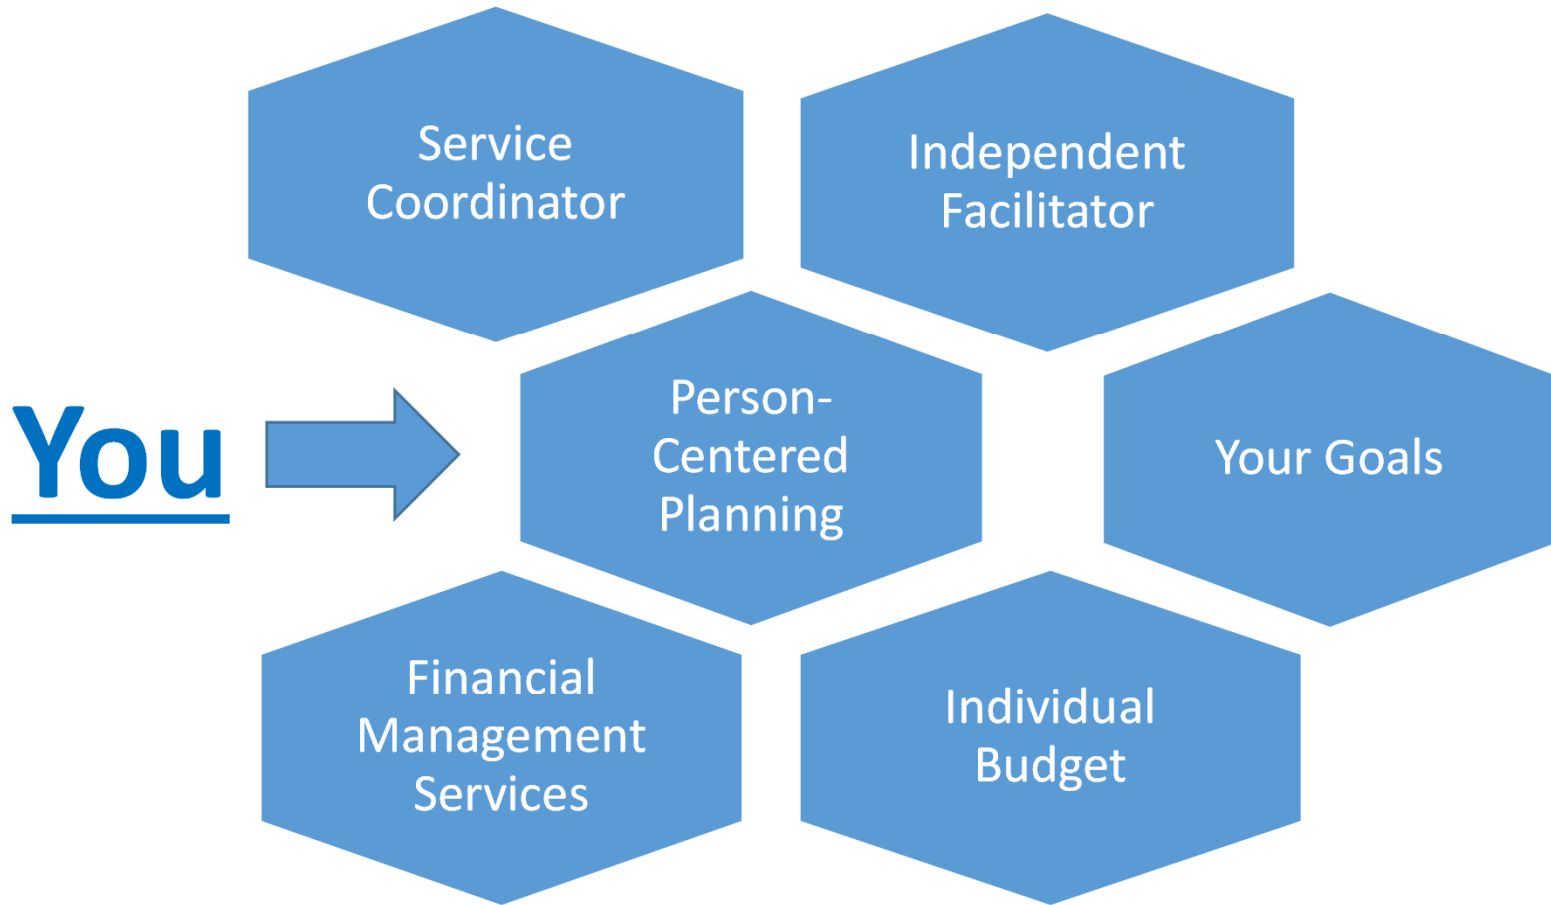 Service
Coordinator
Independent
Facilitator
You
Person-
Centered
Planning
Your Goals
Financial
Management
Services
Individual
Budget